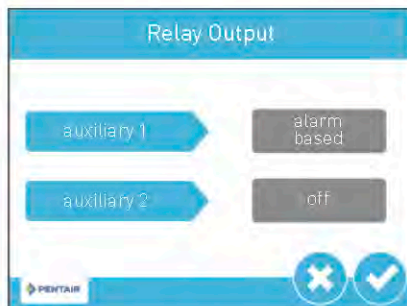 Relay Output
auxiliary 1
alarm
based
auxiliary 2
off
PENTAIR